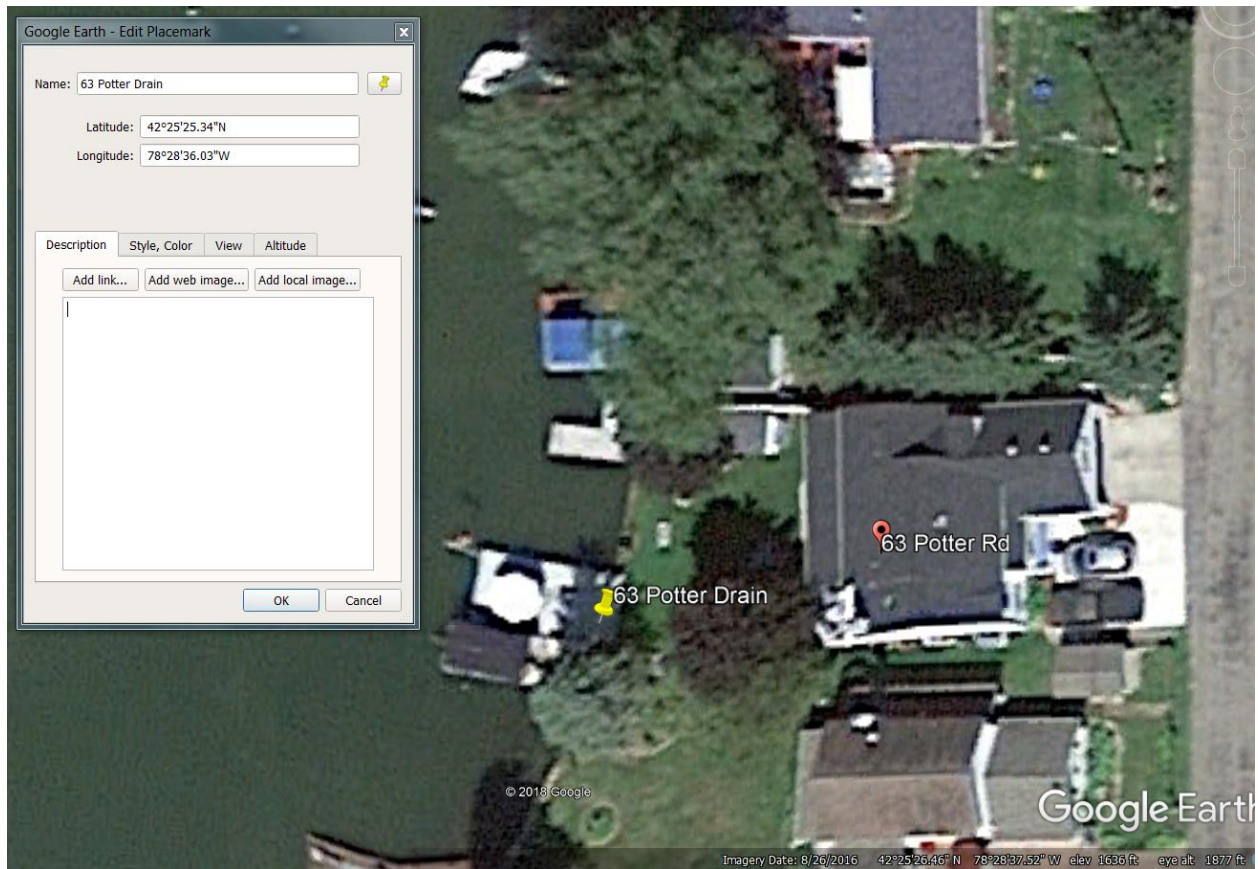 Google Earth - Edit Placemark
Name: 63 Potter Drain
Latitude: 42°25'25.34"N
Longitude: 78°28'36.03"W
Description Style, Color View Altitude
Add link... Add web image... Add local image...
OK Cancel
63 Potter Rd
63 Potter Drain
© 2018 Google
Google Earth
Imagery Date: 8/26/2016 42°25'26.46" N 78°28'37.52" W elev 1636 ft eye alt 1877 ft